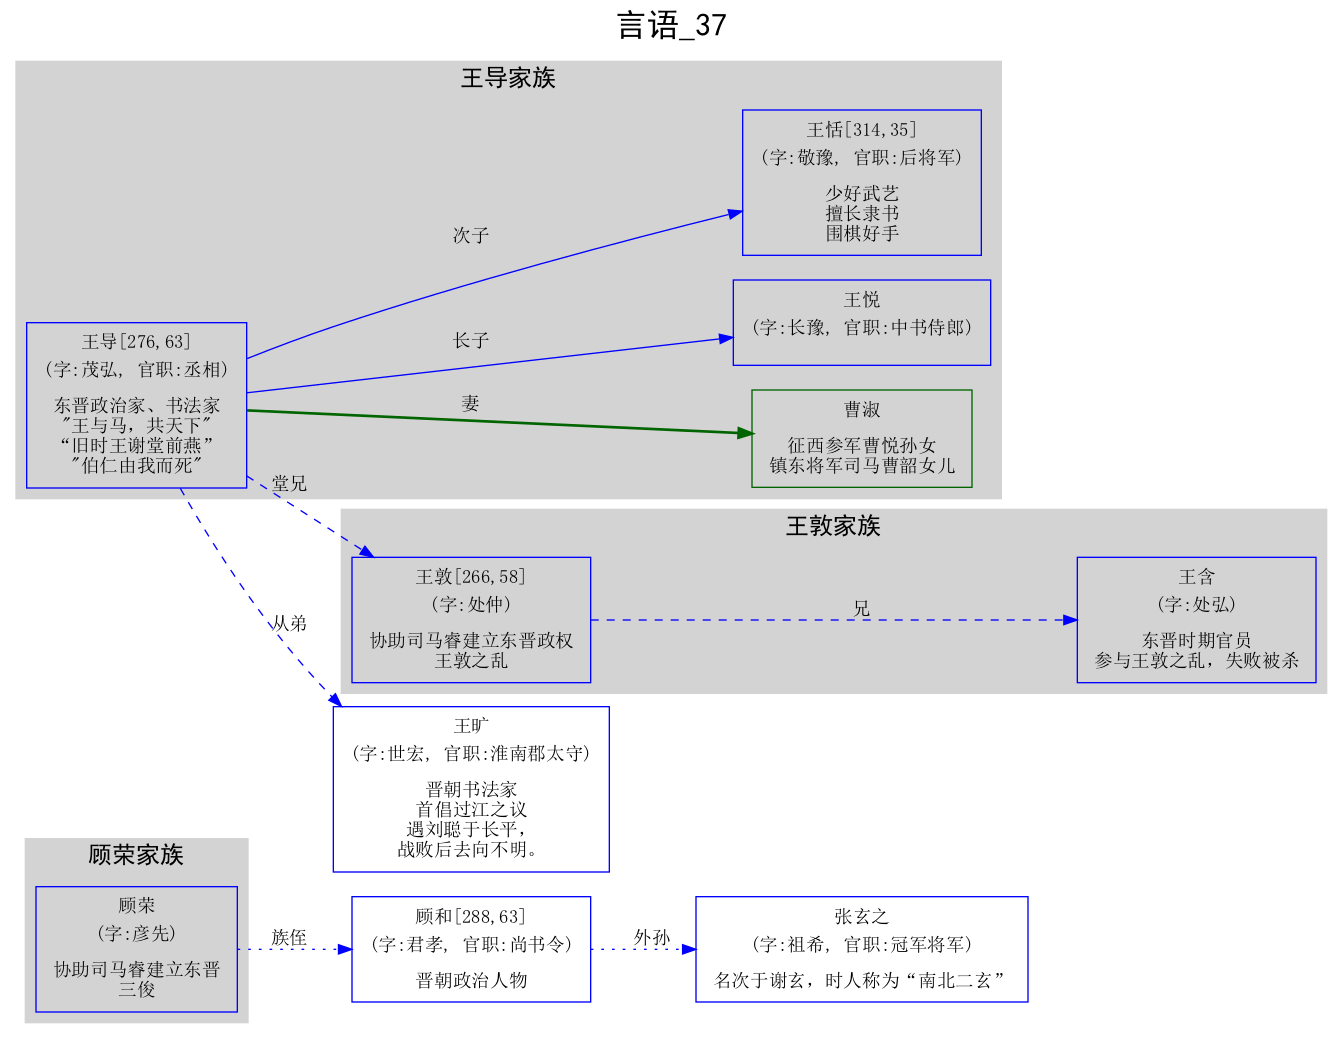 言语_37
王导家族
王恬[314,35]
(字:敬豫, 官职:后将军)
少好武艺
擅长隶书
围棋好手
次子
王悦
(字:长豫, 官职:中书侍郎)
长子
王导[276,63]
(字:茂弘, 官职:丞相)
东晋政治家、书法家
"王与马，共天下"
“旧时王谢堂前燕”
"伯仁由我而死"
妻
曹淑
征西参军曹悦孙女
镇东将军司马曹韶女儿
堂兄
王敦家族
王敦[266,58]
(字:处仲)
协助司马睿建立东晋政权
王敦之乱
兄
王含
(字:处弘)
东晋时期官员
参与王敦之乱，失败被杀
从弟
王旷
(字:世宏, 官职:淮南郡太守)
晋朝书法家
首倡过江之议
遇刘聪于长平，
战败后去向不明。
顾荣家族
顾荣
(字:彦先)
协助司马睿建立东晋
三俊
族侄
顾和[288,63]
(字:君孝, 官职:尚书令)
晋朝政治人物
外孙
张玄之
(字:祖希, 官职:冠军将军)
名次于谢玄，时人称为“南北二玄”